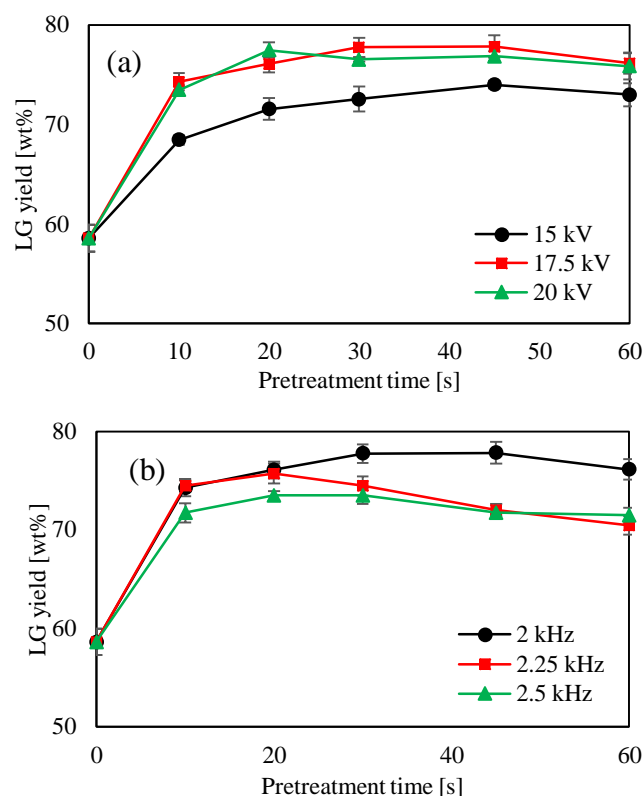 80
(a)
70
LG yield [wt%]
60
15 kV
17.5 kV
20 kV
50
0 10 20 30 40 50 60
Pretreatment time [s]
80
(b)
70
LG yield [wt%]
60
2 kHz
2.25 kHz
2.5 kHz
50
0 20 40 60
Pretreatment time [s]